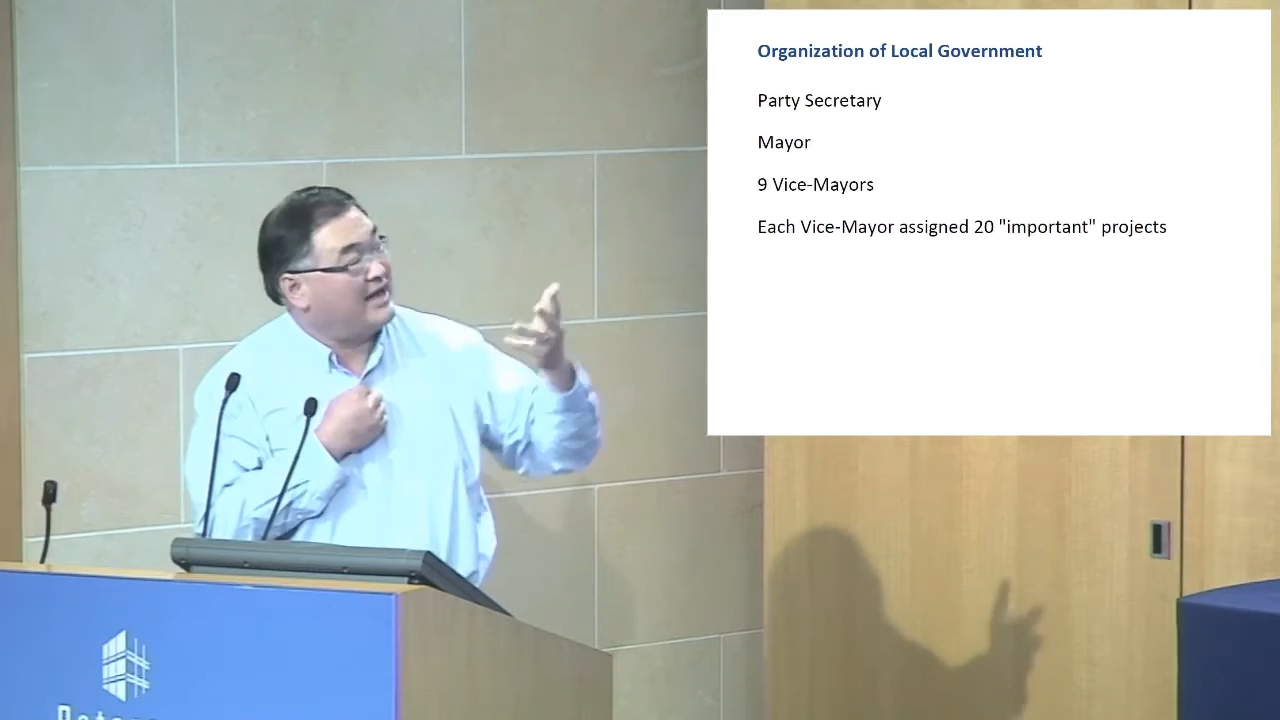 Organization of Local Government
Party Secretary
Mayor
9 Vice-Mayors
Each Vice-Mayor assigned 20 "important" projects